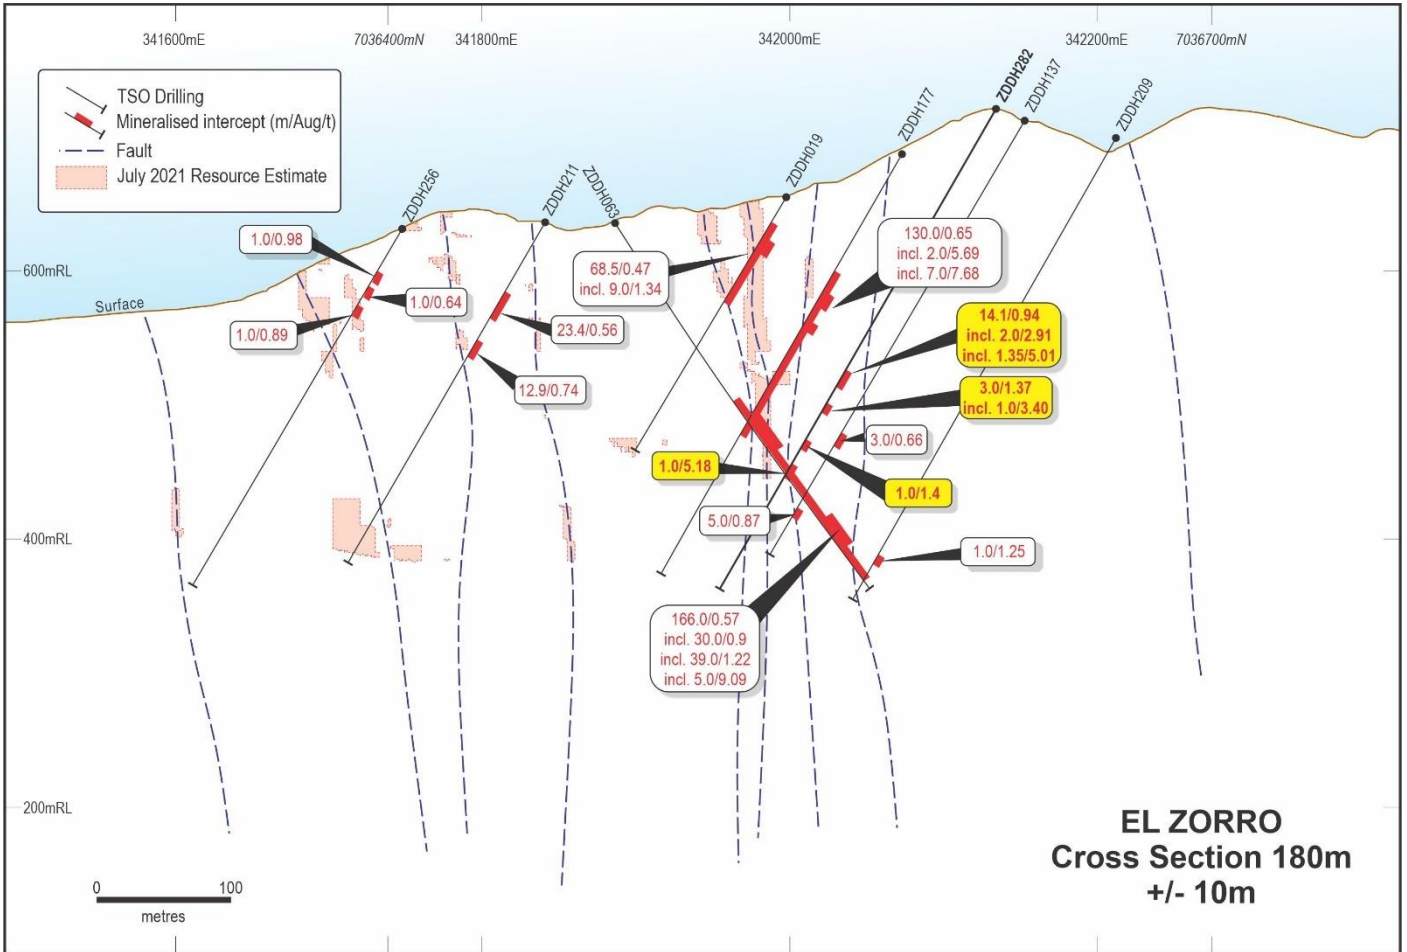 341600mE
7036400mN
341800mE
342000mE
342200mE
7036700mN
TSO Drilling
Mineralised intercept (m/Aug/t)
Fault
July 2021 Resource Estimate
ZDDH256
ZDDH211
ZDDH063
ZDDH019
ZDDH177
ZDDH282
ZDDH137
ZDDH209
600mRL
Surface
1.0/0.98
1.0/0.64
1.0/0.89
23.4/0.56
12.9/0.74
68.5/0.47
incl. 9.0/1.34
130.0/0.65
incl. 2.0/5.69
incl. 7.0/7.68
14.1/0.94
incl. 2.0/2.91
incl. 1.35/5.01
3.0/1.37
incl. 1.0/3.40
3.0/0.66
1.0/5.18
1.0/1.4
5.0/0.87
400mRL
1.0/1.25
166.0/0.57
incl. 30.0/0.9
incl. 39.0/1.22
incl. 5.0/9.09
200mRL
EL ZORRO
Cross Section 180m
+/- 10m
0
100
metres